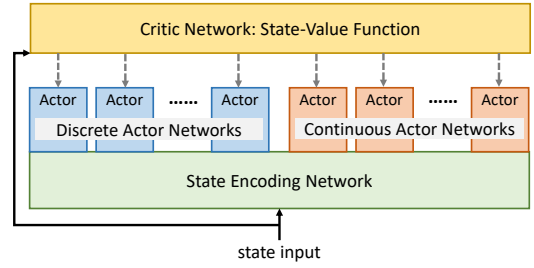 Critic Network: State-Value Function
Actor Actor ...... Actor Actor Actor ...... Actor
Discrete Actor Networks Continuous Actor Networks
State Encoding Network
state input